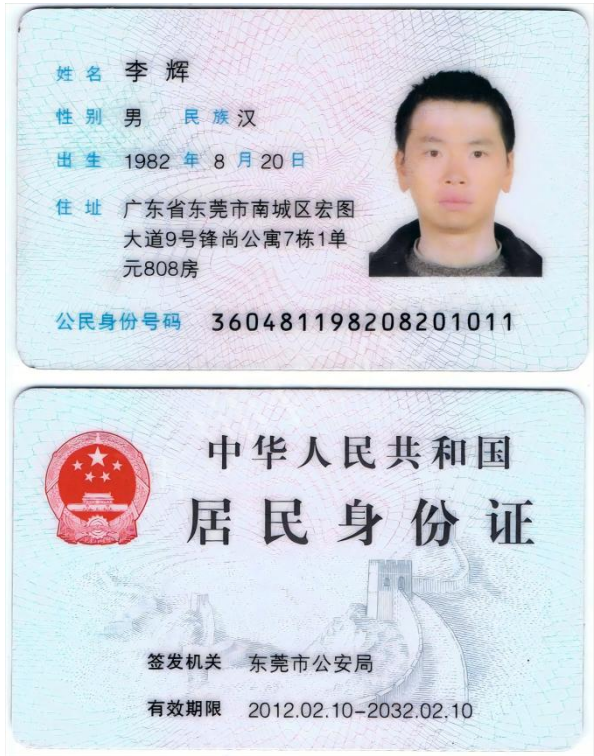 姓名 李辉
性别 男 民族 汉
出生 1982 年 8 月 20 日
住址 广东省东莞市南城区宏图
大道9号锋尚公寓7栋1单
元808房
公民身份号码 360481198208201011
中华人民共和国
居民身份证
签发机关 东莞市公安局
有效期限 2012.02.10-2032.02.10